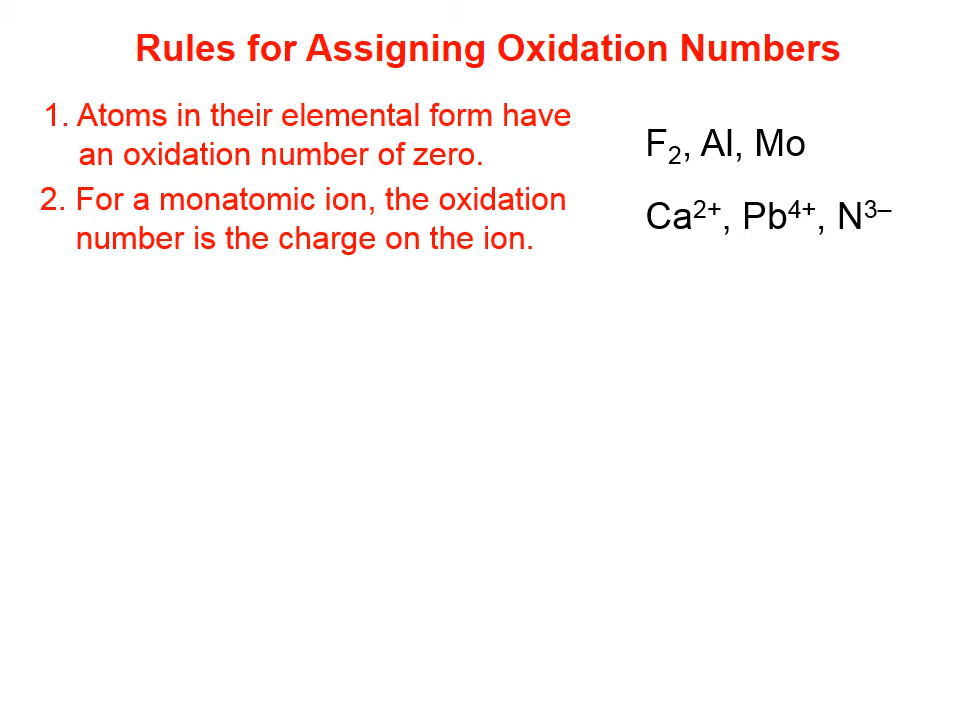 Rules for Assigning Oxidation Numbers
1. Atoms in their elemental form have
an oxidation number of zero.
F₂, Al, Mo
2. For a monatomic ion, the oxidation
number is the charge on the ion.
Ca²⁺, Pb⁴⁺, N³⁻